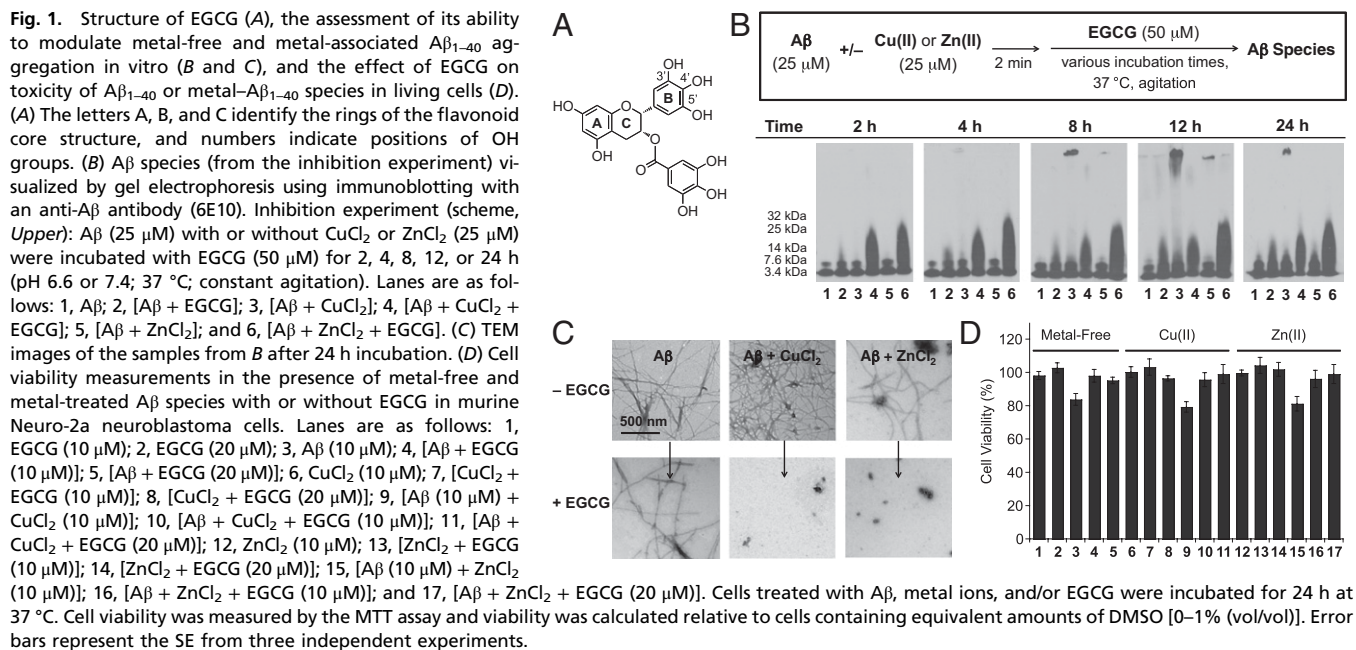 Fig. 1. Structure of EGCG (A), the assessment of its ability
to modulate metal-free and metal-associated Aβ1–40 ag-
gregation in vitro (B and C), and the effect of EGCG on
toxicity of Aβ1–40 or metal–Aβ1–40 species in living cells (D).
(A) The letters A, B, and C identify the rings of the flavonoid
core structure, and numbers indicate positions of OH
groups. (B) Aβ species (from the inhibition experiment) vi-
sualized by gel electrophoresis using immunoblotting with
an anti-Aβ antibody (6E10). Inhibition experiment (scheme,
Upper): Aβ (25 μM) with or without CuCl2 or ZnCl2 (25 μM)
were incubated with EGCG (50 μM) for 2, 4, 8, 12, or 24 h
(pH 6.6 or 7.4; 37 °C; constant agitation). Lanes are as fol-
lows: 1, Aβ; 2, [Aβ + EGCG]; 3, [Aβ + CuCl2]; 4, [Aβ + CuCl2 +
EGCG]; 5, [Aβ + ZnCl2]; and 6, [Aβ + ZnCl2 + EGCG]. (C) TEM
images of the samples from B after 24 h incubation. (D) Cell
viability measurements in the presence of metal-free and
metal-treated Aβ species with or without EGCG in murine
Neuro-2a neuroblastoma cells. Lanes are as follows: 1,
EGCG (10 μM); 2, EGCG (20 μM); 3, Aβ (10 μM); 4, [Aβ + EGCG
(10 μM)]; 5, [Aβ + EGCG (20 μM)]; 6, CuCl2 (10 μM); 7, [CuCl2 +
EGCG (10 μM)]; 8, [CuCl2 + EGCG (20 μM)]; 9, [Aβ (10 μM) +
CuCl2 (10 μM)]; 10, [Aβ + CuCl2 + EGCG (10 μM)]; 11, [Aβ +
CuCl2 + EGCG (20 μM)]; 12, ZnCl2 (10 μM); 13, [ZnCl2 + EGCG
(10 μM)]; 14, [ZnCl2 + EGCG (20 μM)]; 15, [Aβ (10 μM) + ZnCl2
(10 μM)]; 16, [Aβ + ZnCl2 + EGCG (10 μM)]; and 17, [Aβ + ZnCl2 + EGCG (20 μM)]. Cells treated with Aβ, metal ions, and/or EGCG were incubated for 24 h at
37 °C. Cell viability was measured by the MTT assay and viability was calculated relative to cells containing equivalent amounts of DMSO [0–1% (vol/vol)]. Error
bars represent the SE from three independent experiments.
A
OH
3' 4' OH
HO O B 5'
A C OH
O
OH
O OH
OH
OH
B
Aβ +/– Cu(II) or Zn(II) EGCG (50 μM) Aβ Species
(25 μM) (25 μM) 2 min various incubation times,
37 °C, agitation
Time 2 h 4 h 8 h 12 h 24 h
32 kDa
25 kDa
14 kDa
7.6 kDa
3.4 kDa
1 2 3 4 5 6 1 2 3 4 5 6 1 2 3 4 5 6 1 2 3 4 5 6 1 2 3 4 5 6
C
Aβ Aβ + CuCl2 Aβ + ZnCl2
– EGCG
500 nm
+ EGCG
D
Metal-Free Cu(II) Zn(II)
Cell Viability (%)
120
100
80
60
40
20
0
1 2 3 4 5 6 7 8 9 10 11 12 13 14 15 16 17